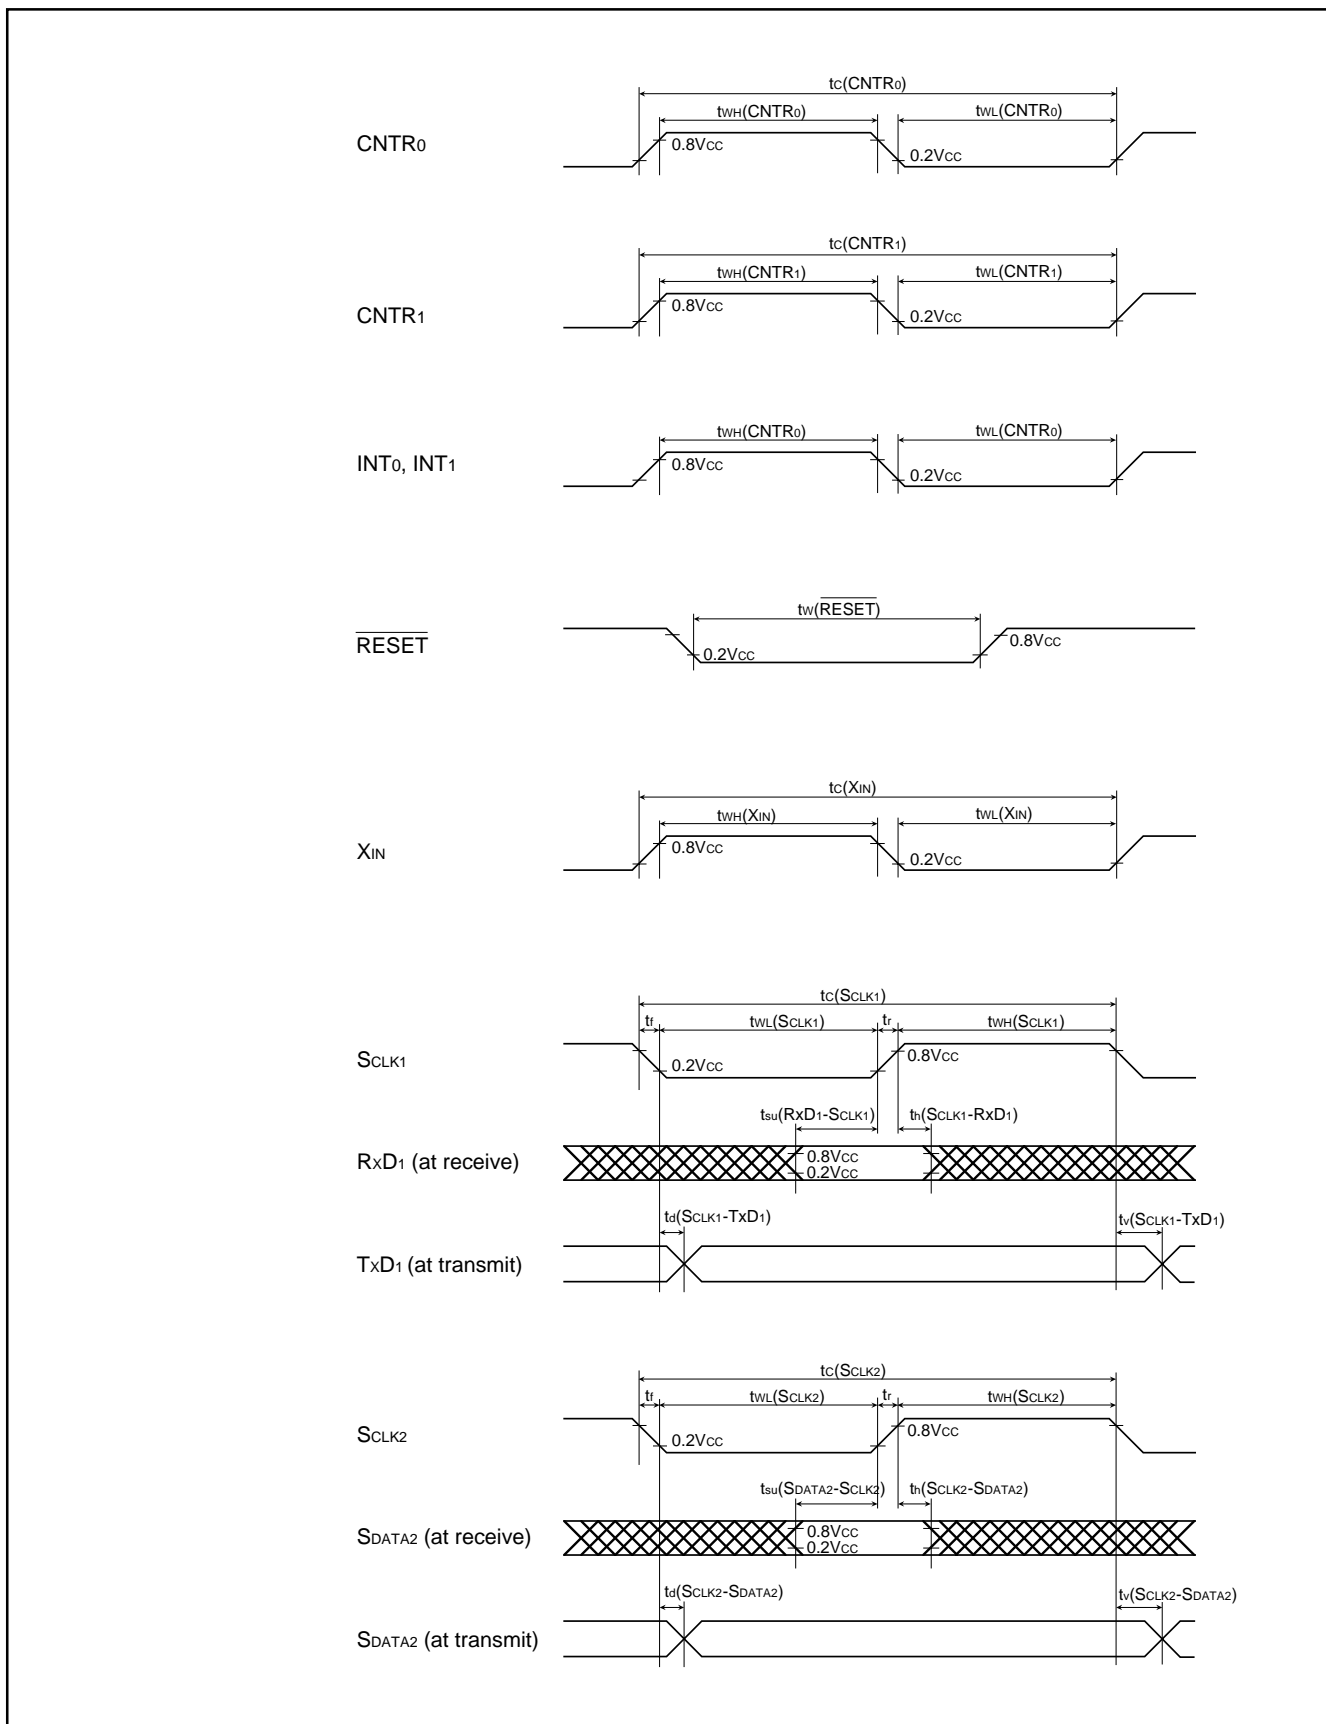 tC(CNTR0)
tWH(CNTR0) tWL(CNTR0)
CNTR0 0.8VCC 0.2VCC
tC(CNTR1)
tWH(CNTR1) tWL(CNTR1)
CNTR1 0.8VCC 0.2VCC
tWH(CNTR0) tWL(CNTR0)
INT0, INT1 0.8VCC 0.2VCC
tW(RESET)
RESET 0.2VCC 0.8VCC
tC(XIN)
tWH(XIN) tWL(XIN)
XIN 0.8VCC 0.2VCC
tC(SCLK1)
tf tWL(SCLK1) tr tWH(SCLK1)
SCLK1 0.2VCC 0.8VCC
tsu(RxD1-SCLK1) th(SCLK1-RxD1)
RXD1 (at receive) 0.8VCC
0.2VCC
td(SCLK1-TxD1) tv(SCLK1-TxD1)
TXD1 (at transmit)
tC(SCLK2)
tf tWL(SCLK2) tr tWH(SCLK2)
SCLK2 0.2VCC 0.8VCC
tsu(SDATA2-SCLK2) th(SCLK2-SDATA2)
SDATA2 (at receive) 0.8VCC
0.2VCC
td(SCLK2-SDATA2) tv(SCLK2-SDATA2)
SDATA2 (at transmit)